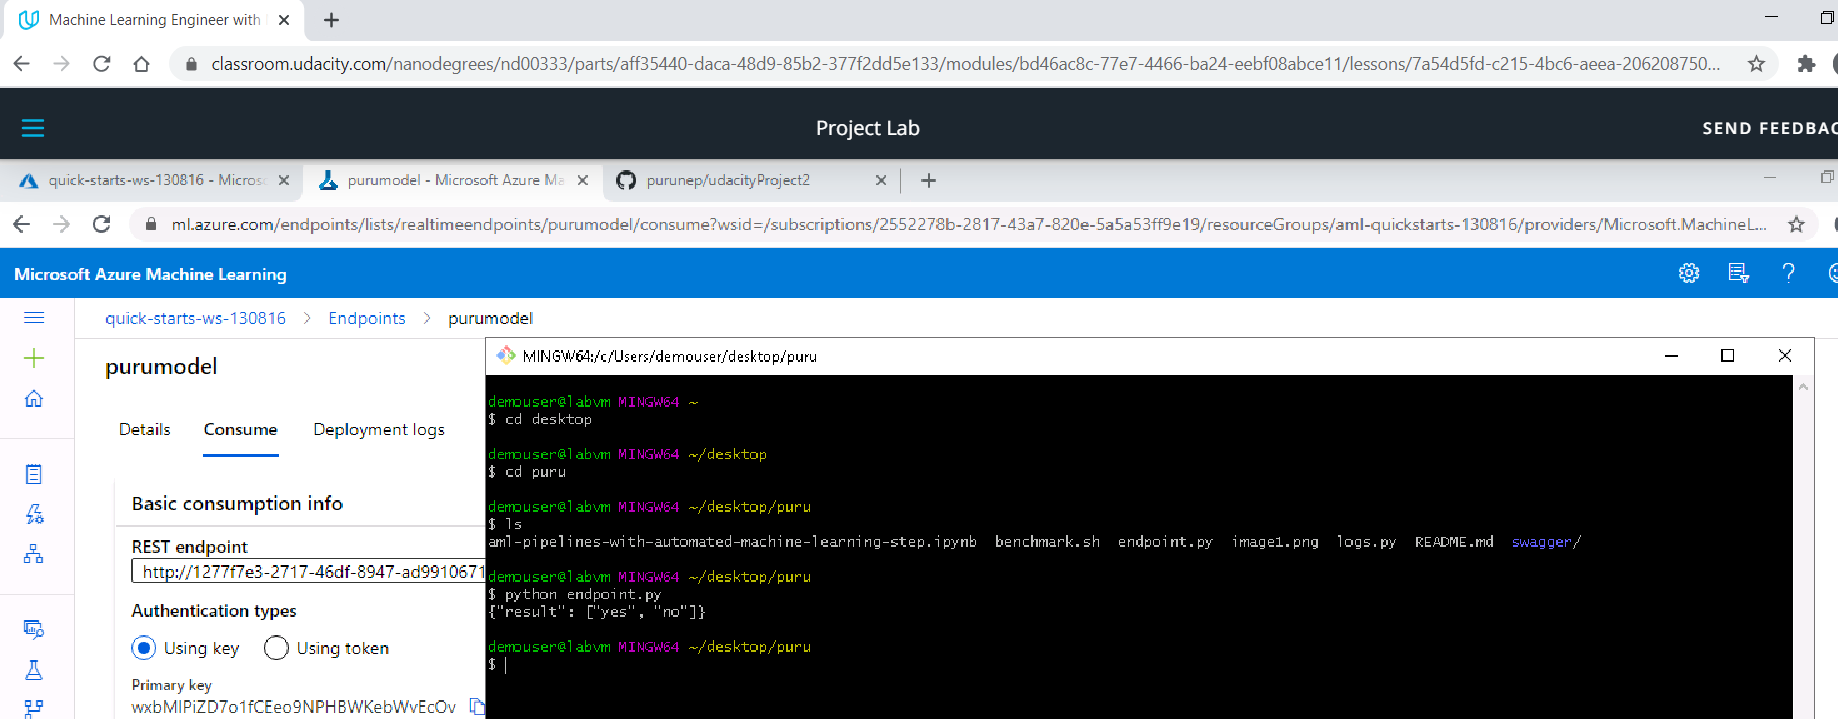 Machine Learning Engineer with
classroom.udacity.com/nanodegrees/nd00333/parts/aff35440-daca-48d9-85b2-377f2dd5e133/modules/bd46ac8c-77e7-4466-ba24-eebf08abce11/lessons/7a54d5fd-c215-4bc6-aeea-206208750...
Project Lab
SEND FEEDBAC
quick-starts-ws-130816 - Microso
purumodel - Microsoft Azure Ma
purunep/udacityProject2
ml.azure.com/endpoints/lists/realtimeendpoints/purumodel/consume?wsid=/subscriptions/2552278b-2817-43a7-820e-5a5a53ff9e19/resourceGroups/aml-quickstarts-130816/providers/Microsoft.MachineL...
Microsoft Azure Machine Learning
quick-starts-ws-130816 > Endpoints > purumodel
purumodel
Details Consume Deployment logs
Basic consumption info
REST endpoint
http://1277f7e3-2717-46df-8947-ad9910671
Authentication types
Using key Using token
Primary key
wxbMIPiZD7o1fCEeo9NPHBWKebWvEcOv
MINGW64:/c/Users/demouser/desktop/puru
demouser@labvm MINGW64 ~
$ cd desktop
demouser@labvm MINGW64 ~/desktop
$ cd puru
demouser@labvm MINGW64 ~/desktop/puru
$ ls
aml-pipelines-with-automated-machine-learning-step.ipynb benchmark.sh endpoint.py image1.png logs.py README.md swagger/
demouser@labvm MINGW64 ~/desktop/puru
$ python endpoint.py
{"result": ["yes", "no"]}
demouser@labvm MINGW64 ~/desktop/puru
$